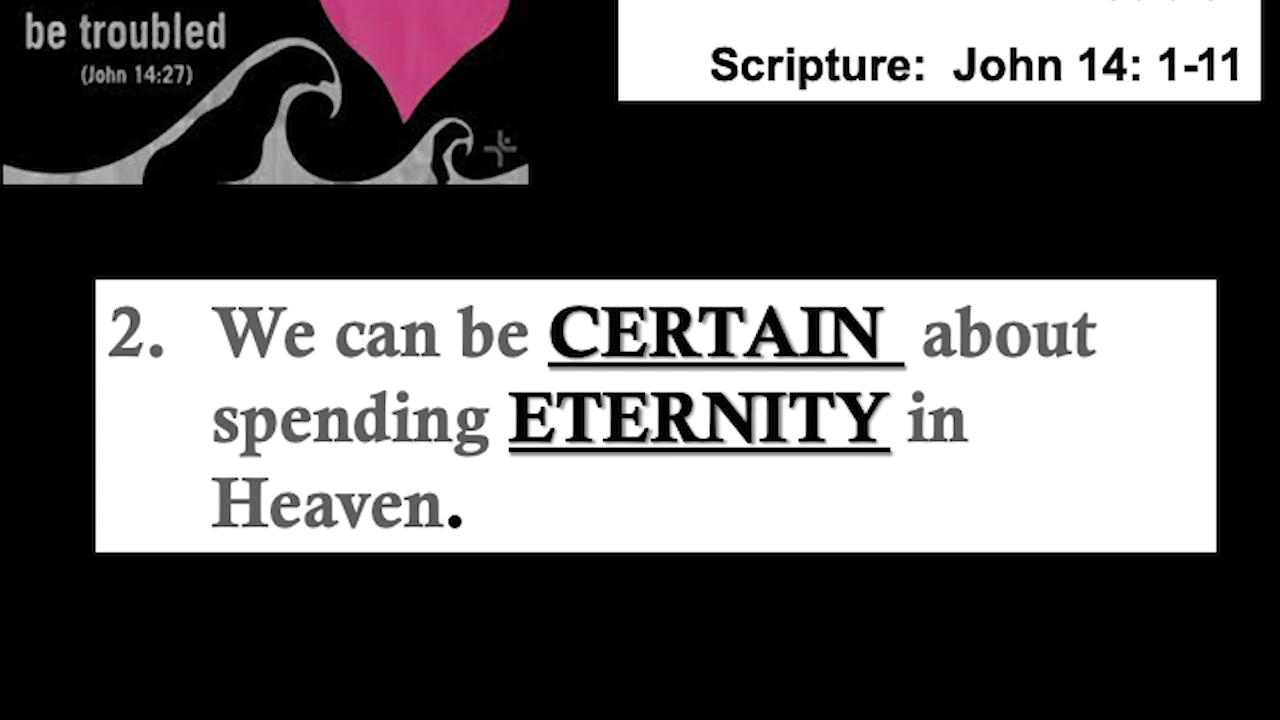 be troubled
(John 14:27)
Scripture: John 14: 1-11
2. We can be CERTAIN about
spending ETERNITY in
Heaven.